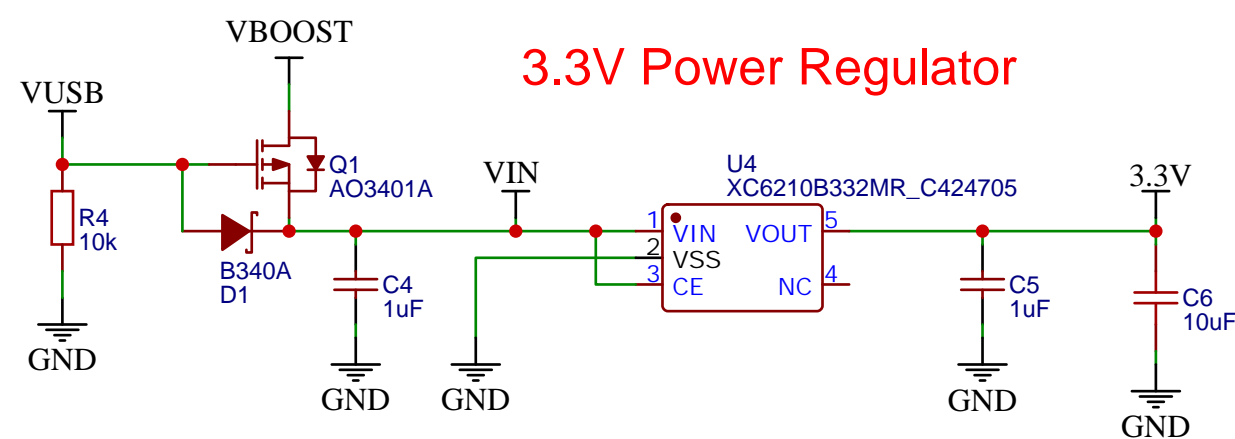 VBOOST
3.3V Power Regulator
VUSB
Q1
AO3401A
R4
10k
B340A
D1
GND
VIN
C4
1uF
GND
GND
U4
XC6210B332MR_C424705
1
VIN
VOUT
5
2
VSS
3
CE
NC
4
3.3V
C5
1uF
GND
C6
10uF
GND